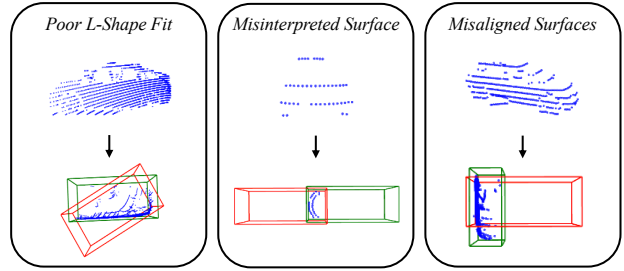 Poor L-Shape Fit
Misinterpreted Surface
Misaligned Surfaces